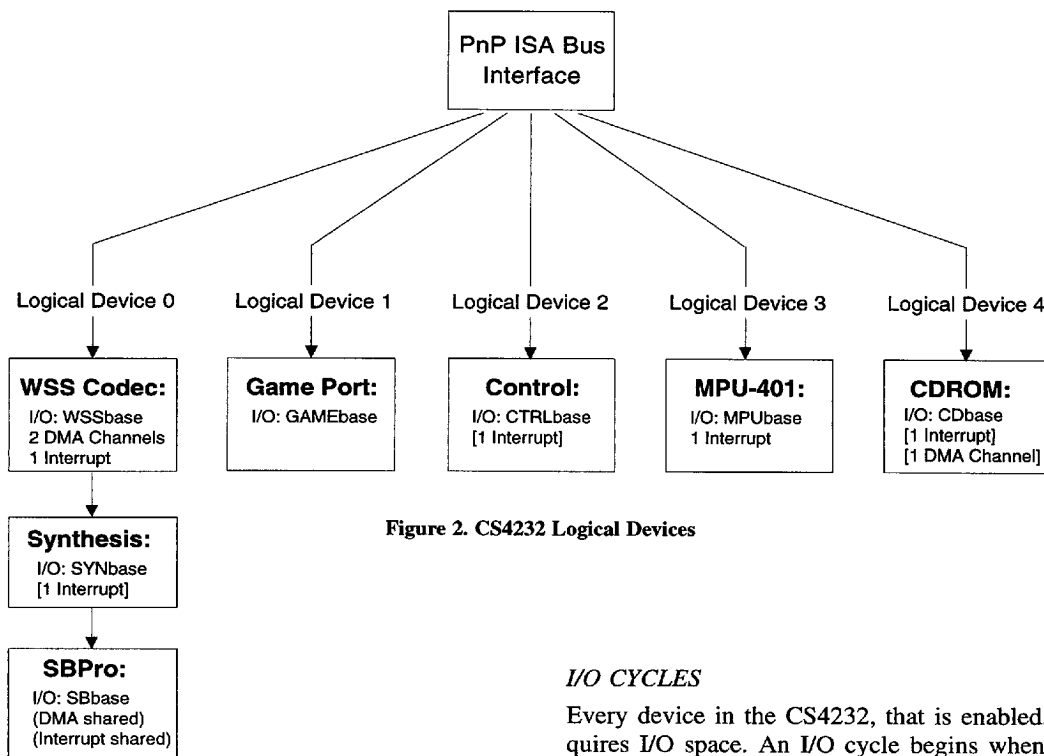 PnP ISA Bus
Interface
Logical Device 0
Logical Device 1
Logical Device 2
Logical Device 3
Logical Device 4
WSS Codec:
I/O: WSSbase
2 DMA Channels
1 Interrupt
Game Port:
I/O: GAMEbase
Control:
I/O: CTRLbase
[1 Interrupt]
MPU-401:
I/O: MPUbase
1 Interrupt
CDROM:
I/O: CDbase
[1 Interrupt]
[1 DMA Channel]
Figure 2. CS4232 Logical Devices
Synthesis:
I/O: SYNbase
[1 Interrupt]
SBPro:
I/O: SBbase
(DMA shared)
(Interrupt shared)
I/O CYCLES
Every device in the CS4232, that is enabled,
quires I/O space. An I/O cycle begins when